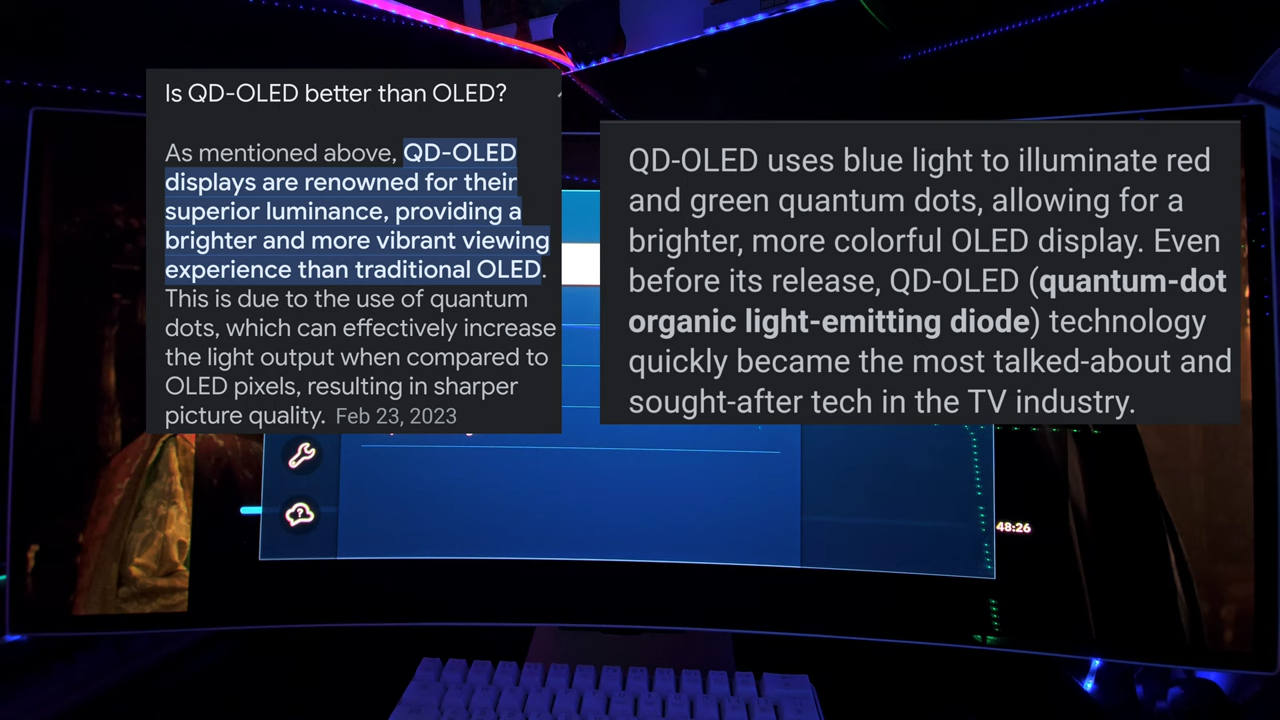 Is QD-OLED better than OLED?
As mentioned above, QD-OLED
displays are renowned for their
superior luminance, providing a
brighter and more vibrant viewing
experience than traditional OLED.
This is due to the use of quantum
dots, which can effectively increase
the light output when compared to
OLED pixels, resulting in sharper
picture quality. Feb 23, 2023
QD-OLED uses blue light to illuminate red
and green quantum dots, allowing for a
brighter, more colorful OLED display. Even
before its release, QD-OLED (quantum-dot
organic light-emitting diode) technology
quickly became the most talked-about and
sought-after tech in the TV industry.
48:26